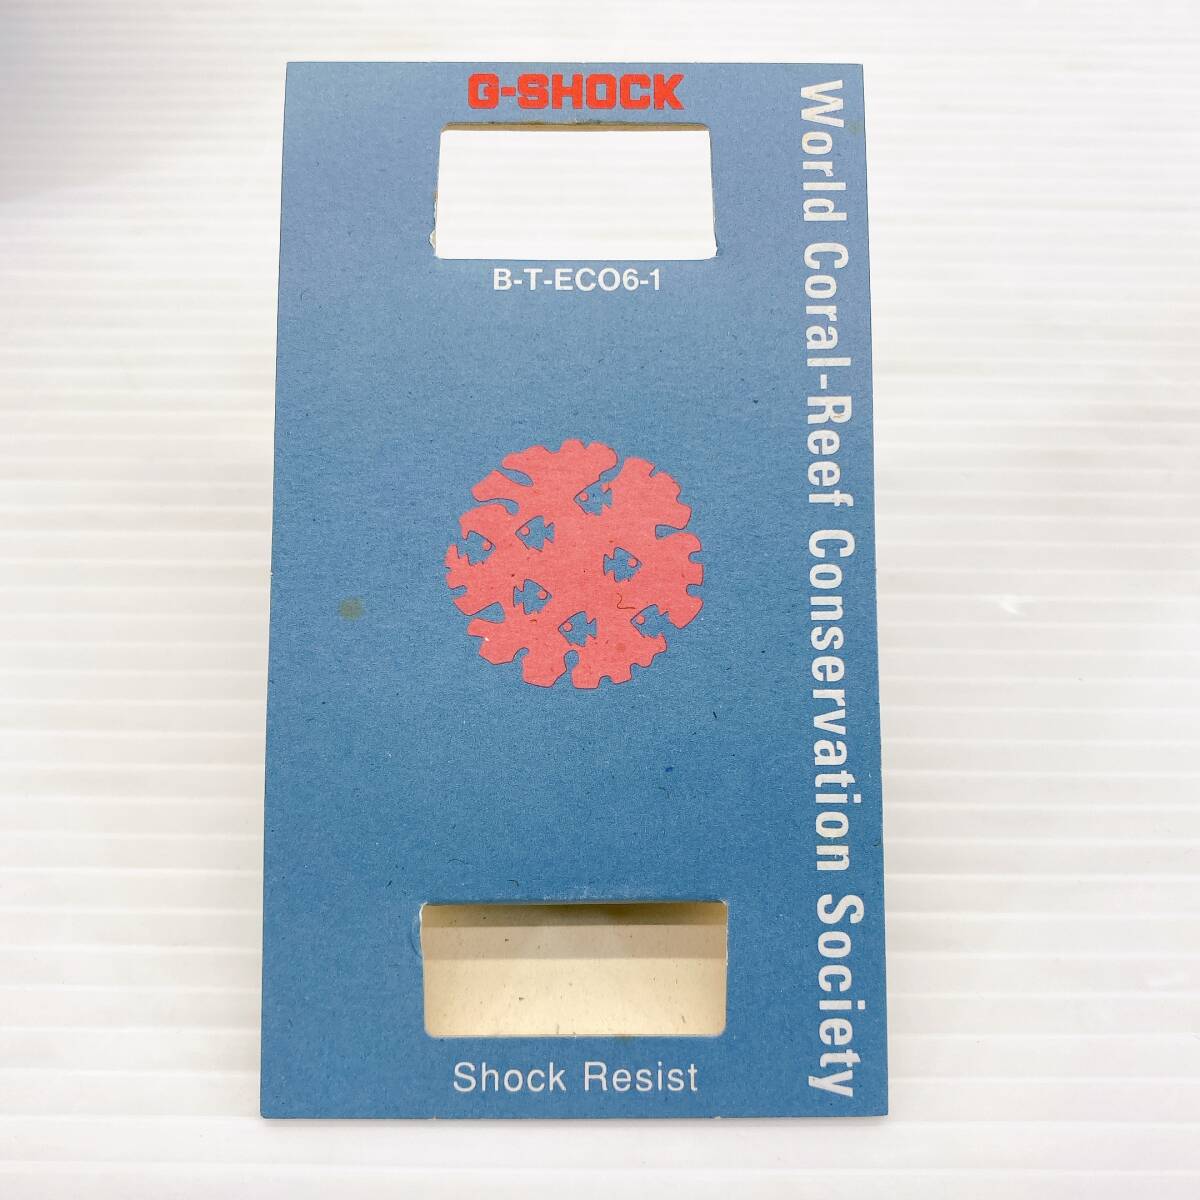 G-SHOCK
B-T-ECO6-1
World Coral-Reef Conservation Society
Shock Resist